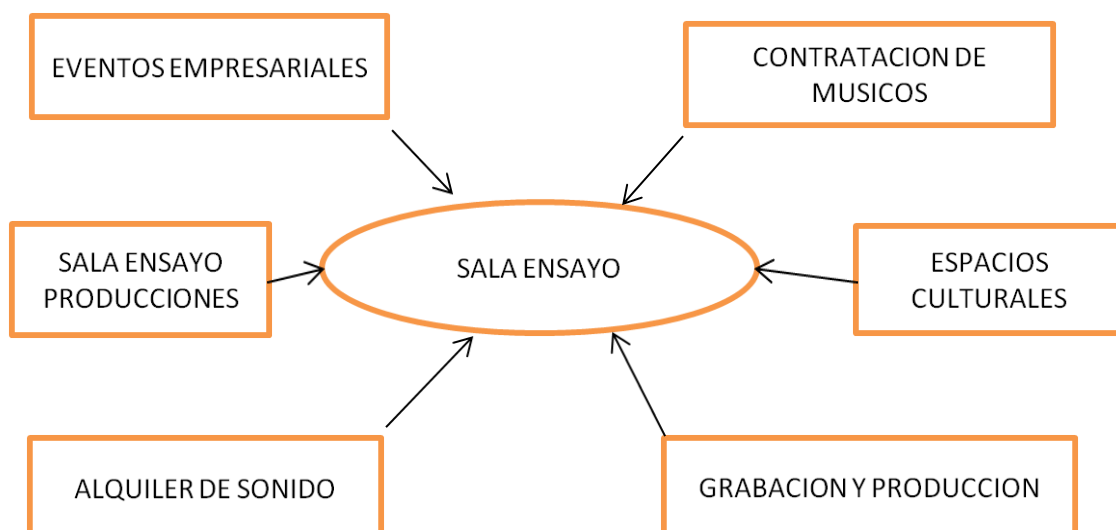 EVENTOS EMPRESARIALES
CONTRATACION DE
MUSICOS
SALA ENSAYO
PRODUCCIONES
SALA ENSAYO
ESPACIOS
CULTURALES
ALQUILER DE SONIDO
GRABACION Y PRODUCCION